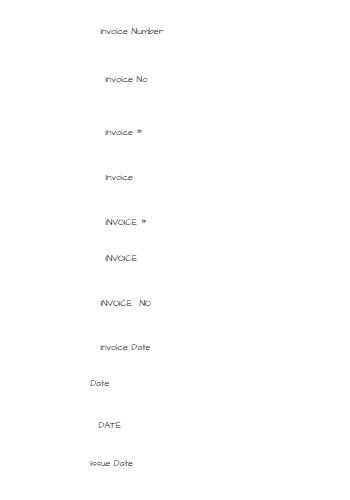 Invoice Number
Invoice No
Invoice #
Invoice
INVOICE #
INVOICE
INVOICE NO
Invoice Date
Date
DATE
Issue Date